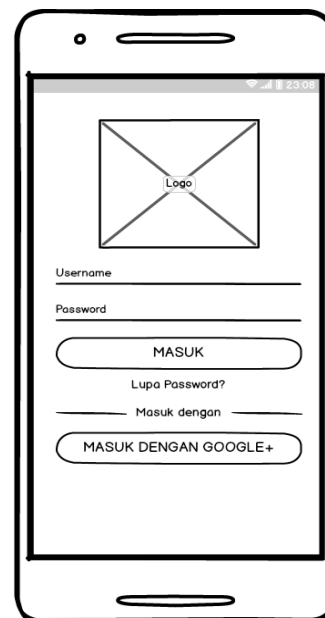 23:08
Logo
Username
Password
MASUK
Lupa Password?
Masuk dengan
MASUK DENGAN GOOGLE+